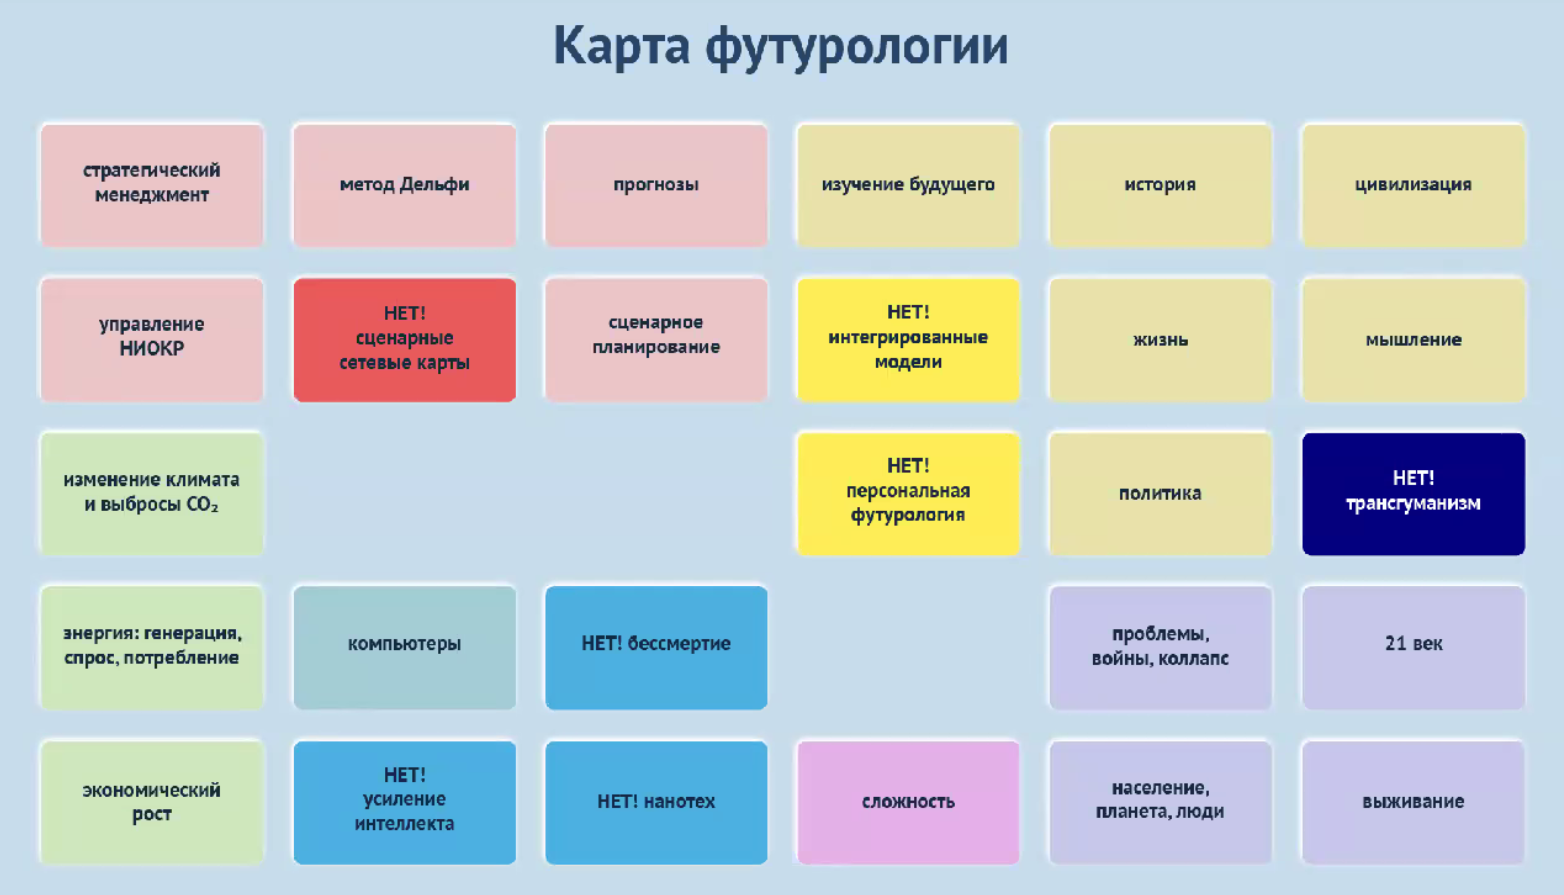 Карта футурологии
стратегический
менеджмент
метод Дельфи
прогнозы
изучение будущего
история
цивилизация
управление
НИОКР
НЕТ!
сценарные
сетевые карты
сценарное
планирование
НЕТ!
интегрированные
модели
жизнь
мышление
изменение климата
и выбросы CO₂
НЕТ!
персональная
футурология
политика
НЕТ!
трансгуманизм
энергия: генерация,
спрос, потребление
компьютеры
НЕТ! бессмертие
проблемы,
войны, коллапс
21 век
экономический
рост
НЕТ!
усиление
интеллекта
НЕТ! нанотех
сложность
население,
планета, люди
выживание